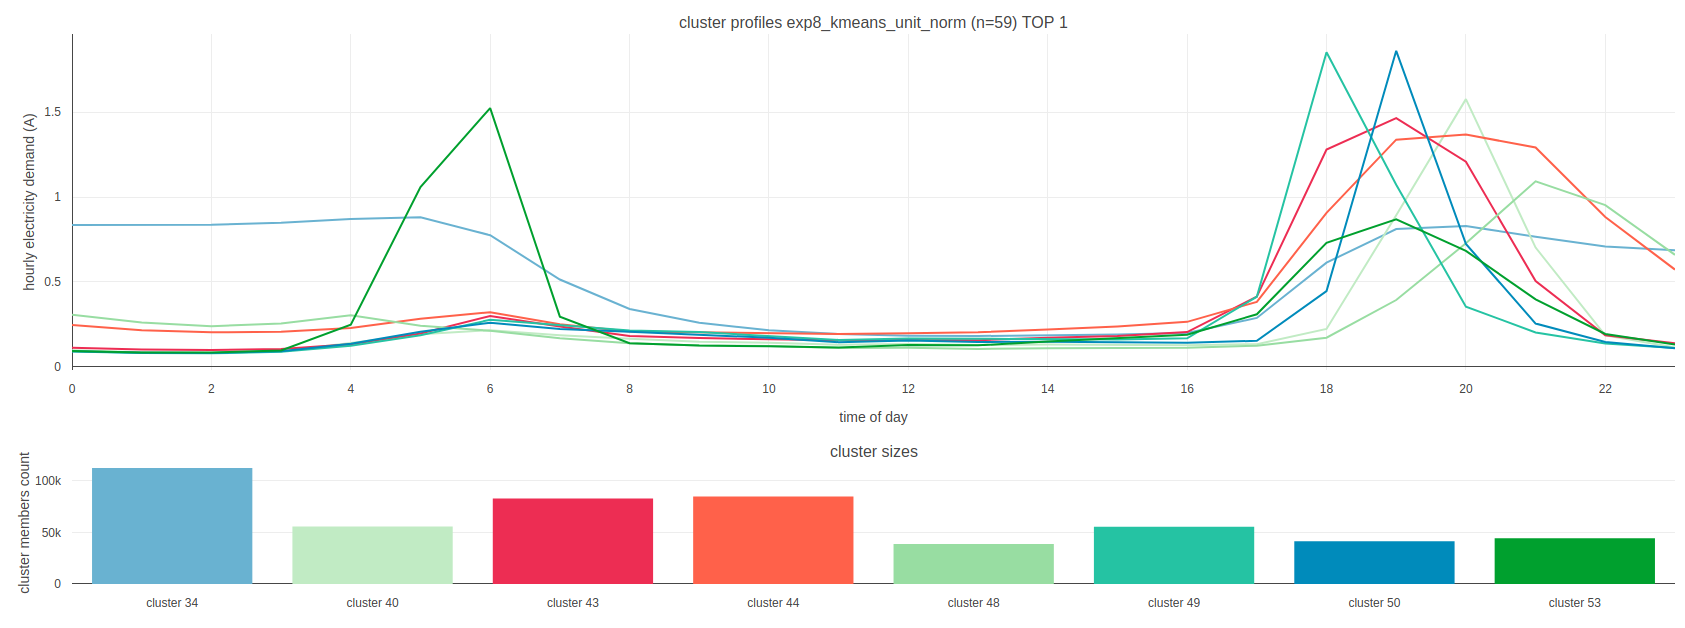 cluster profiles exp8_kmeans_unit_norm (n=59) TOP 1
hourly electricity demand (A)
1.5
1
0.5
0
0 2 4 6 8 10 12 14 16 18 20 22
time of day
cluster sizes
cluster members count
100k
50k
0
cluster 34 cluster 40 cluster 43 cluster 44 cluster 48 cluster 49 cluster 50 cluster 53